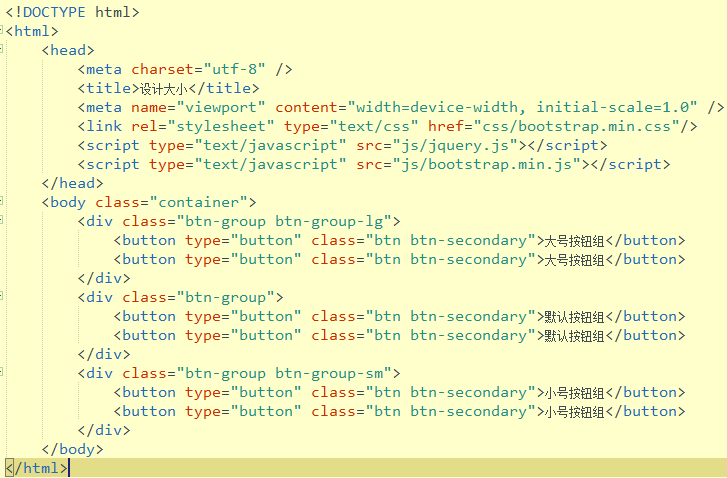 <!DOCTYPE html>
<html>
    <head>
        <meta charset="utf-8" />
        <title>设计大小</title>
        <meta name="viewport" content="width=device-width, initial-scale=1.0" />
        <link rel="stylesheet" type="text/css" href="css/bootstrap.min.css"/>
        <script type="text/javascript" src="js/jquery.js"></script>
        <script type="text/javascript" src="js/bootstrap.min.js"></script>
    </head>
    <body class="container">
        <div class="btn-group btn-group-lg">
            <button type="button" class="btn btn-secondary">大号按钮组</button>
            <button type="button" class="btn btn-secondary">大号按钮组</button>
        </div>
        <div class="btn-group">
            <button type="button" class="btn btn-secondary">默认按钮组</button>
            <button type="button" class="btn btn-secondary">默认按钮组</button>
        </div>
        <div class="btn-group btn-group-sm">
            <button type="button" class="btn btn-secondary">小号按钮组</button>
            <button type="button" class="btn btn-secondary">小号按钮组</button>
        </div>
    </body>
</html>